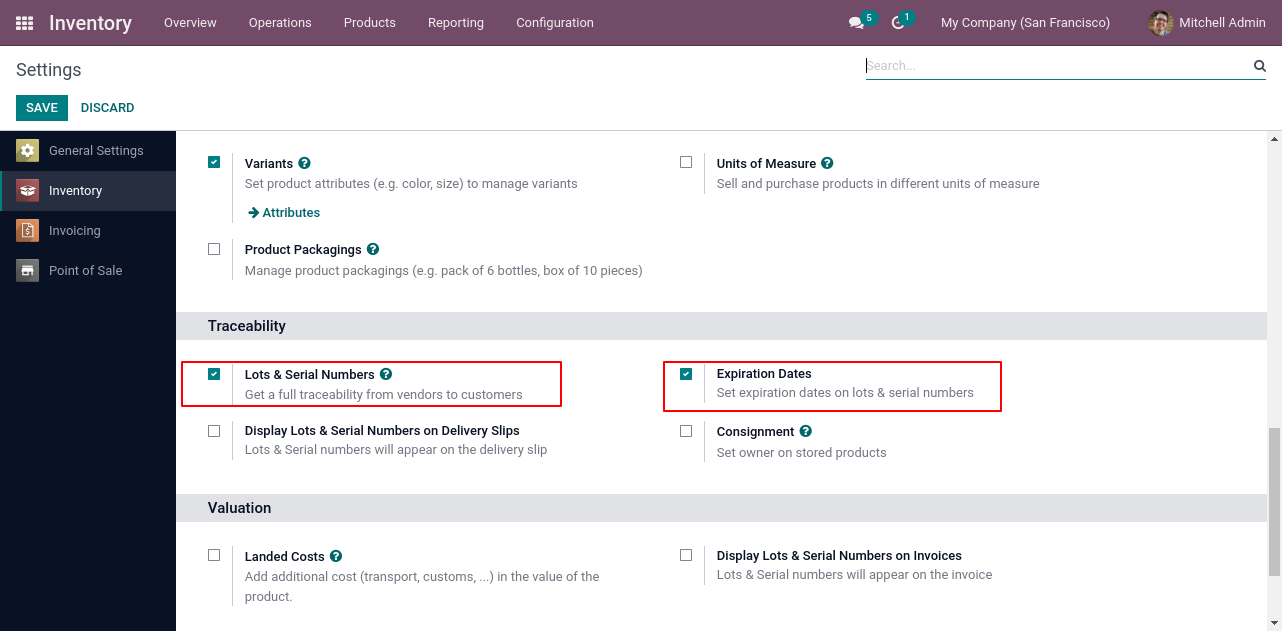 Inventory Overview Operations Products Reporting Configuration 5 1 My Company (San Francisco) Mitchell Admin
Settings
Search...
SAVE DISCARD
General Settings
Inventory
Invoicing
Point of Sale
Variants ?
Set product attributes (e.g. color, size) to manage variants
Attributes
Units of Measure ?
Sell and purchase products in different units of measure
Product Packagings ?
Manage product packagings (e.g. pack of 6 bottles, box of 10 pieces)
Traceability
Lots & Serial Numbers ?
Get a full traceability from vendors to customers
Expiration Dates
Set expiration dates on lots & serial numbers
Display Lots & Serial Numbers on Delivery Slips
Lots & Serial numbers will appear on the delivery slip
Consignment ?
Set owner on stored products
Valuation
Landed Costs ?
Add additional cost (transport, customs, ...) in the value of the
product.
Display Lots & Serial Numbers on Invoices
Lots & Serial numbers will appear on the invoice